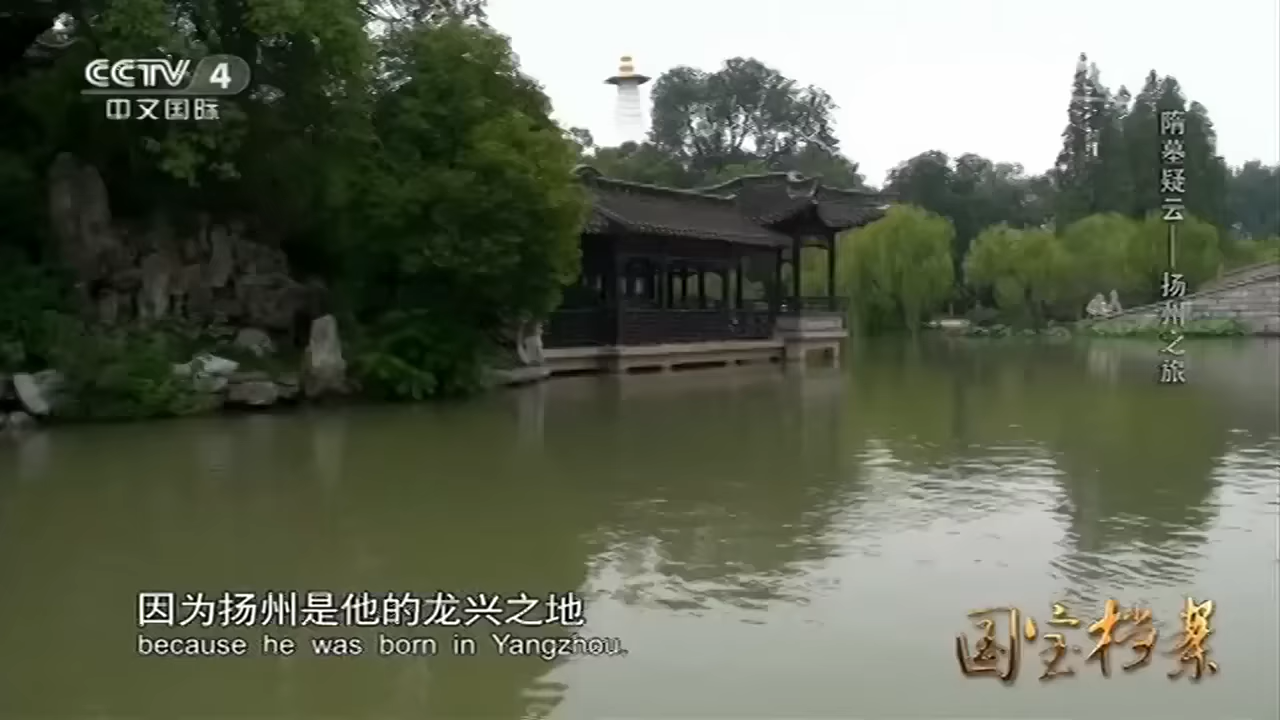 CCTV 4
中文国际
隋墓疑云——扬州之旅
因为扬州是他的龙兴之地
because he was born in Yangzhou.
国宝档案